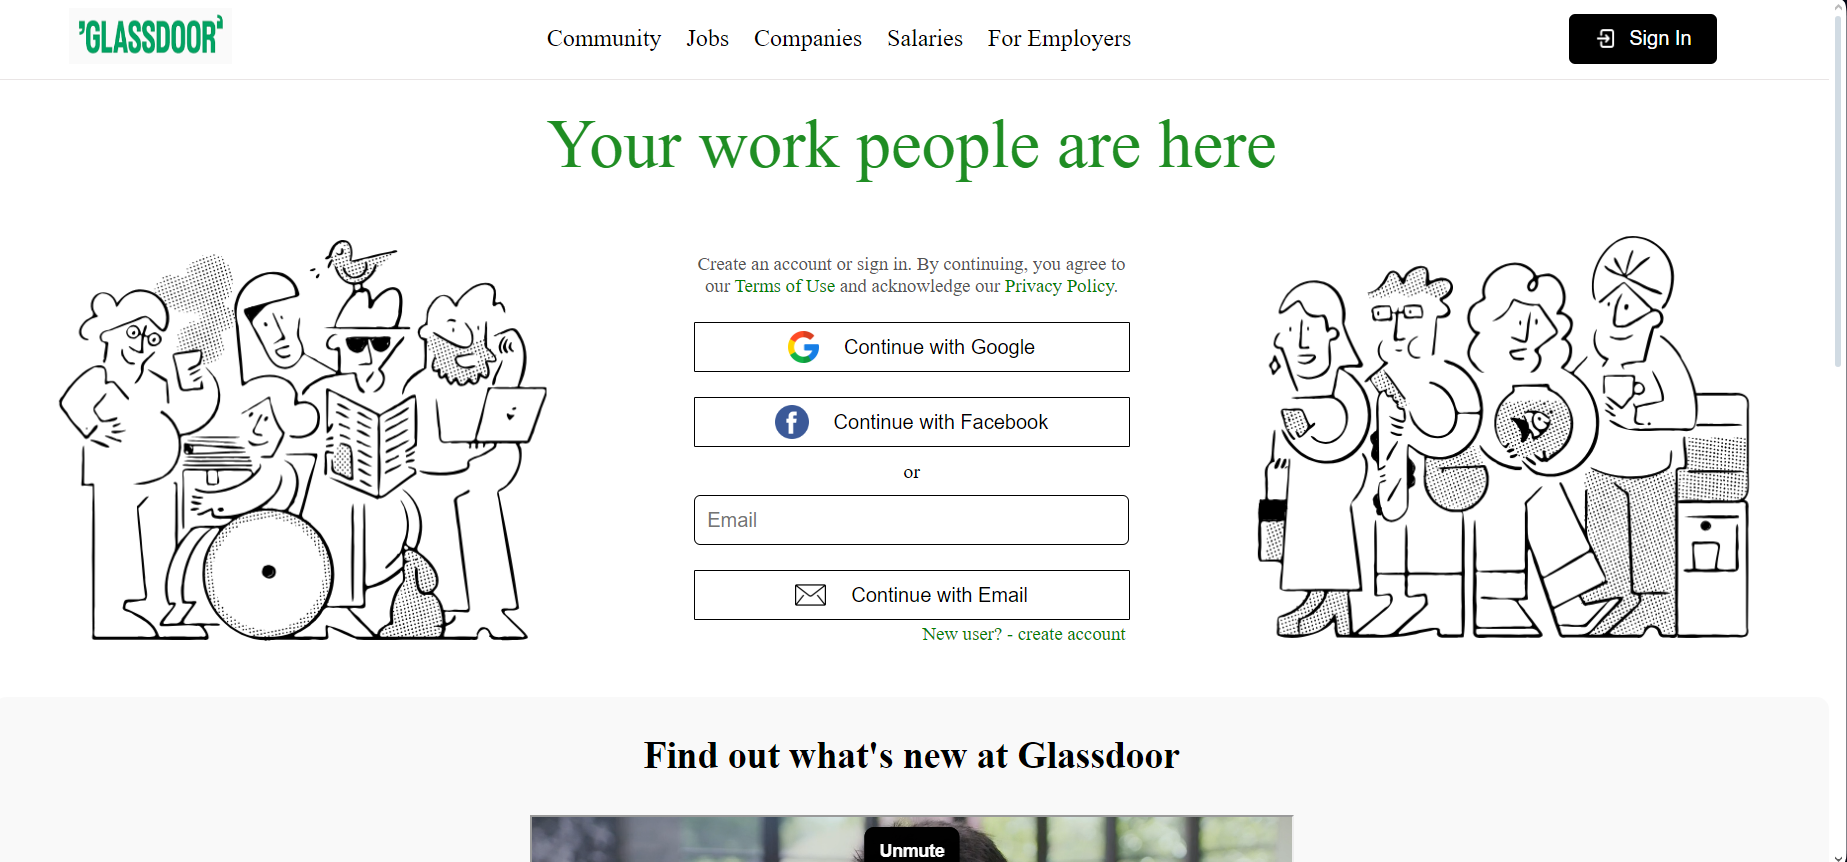 'GLASSDOOR'
Community Jobs Companies Salaries For Employers
Sign In
Your work people are here
Create an account or sign in. By continuing, you agree to
our Terms of Use and acknowledge our Privacy Policy.
Continue with Google
Continue with Facebook
or
Email
Continue with Email
New user? - create account
Find out what's new at Glassdoor
Unmute